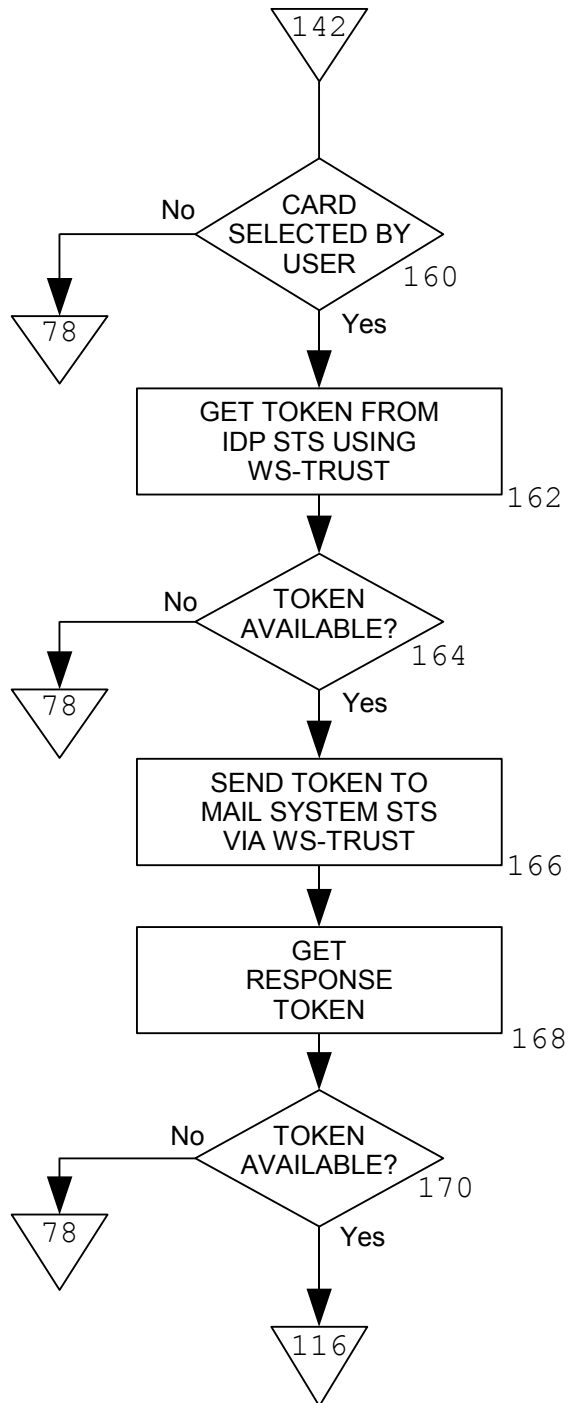 142
CARD
SELECTED BY
USER
160
No
78
Yes
GET TOKEN FROM
IDP STS USING
WS-TRUST
162
TOKEN
AVAILABLE?
164
No
78
Yes
SEND TOKEN TO
MAIL SYSTEM STS
VIA WS-TRUST
166
GET
RESPONSE
TOKEN
168
TOKEN
AVAILABLE?
170
No
78
Yes
116